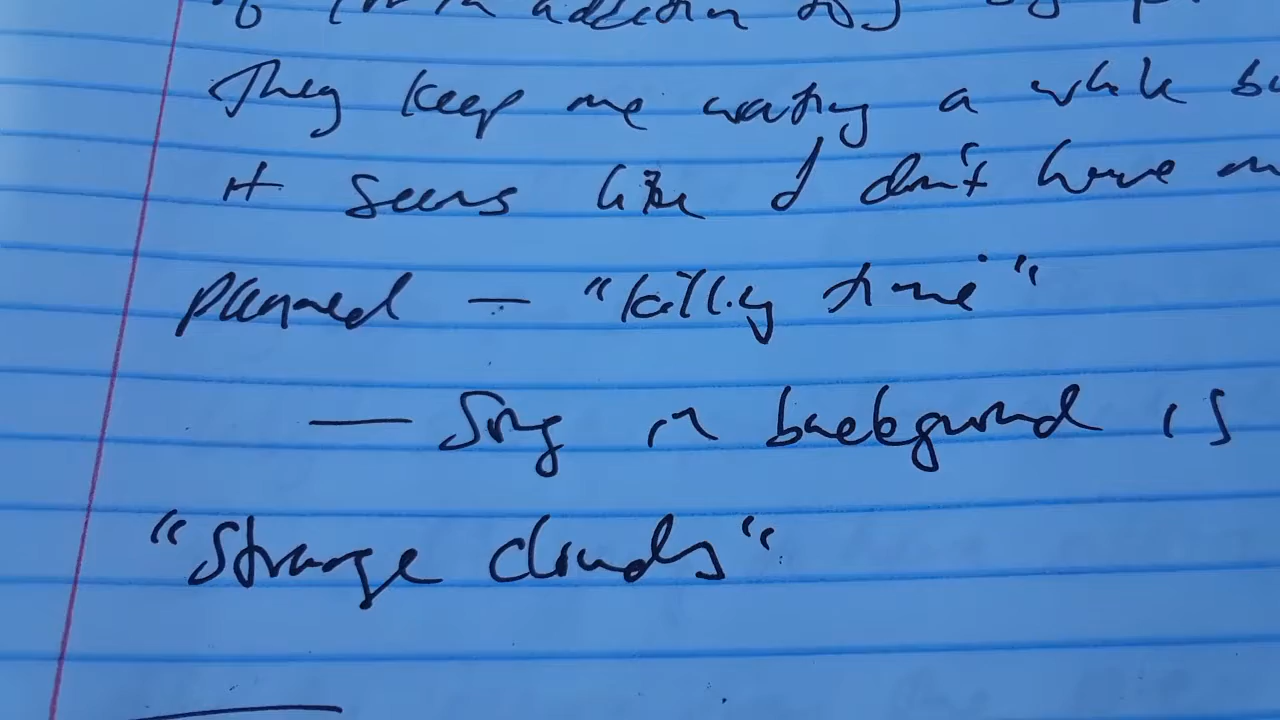 They keep me waiting a while
it seems like I don't have
planned — "killing time"
— Song in background is
"Strange clouds"